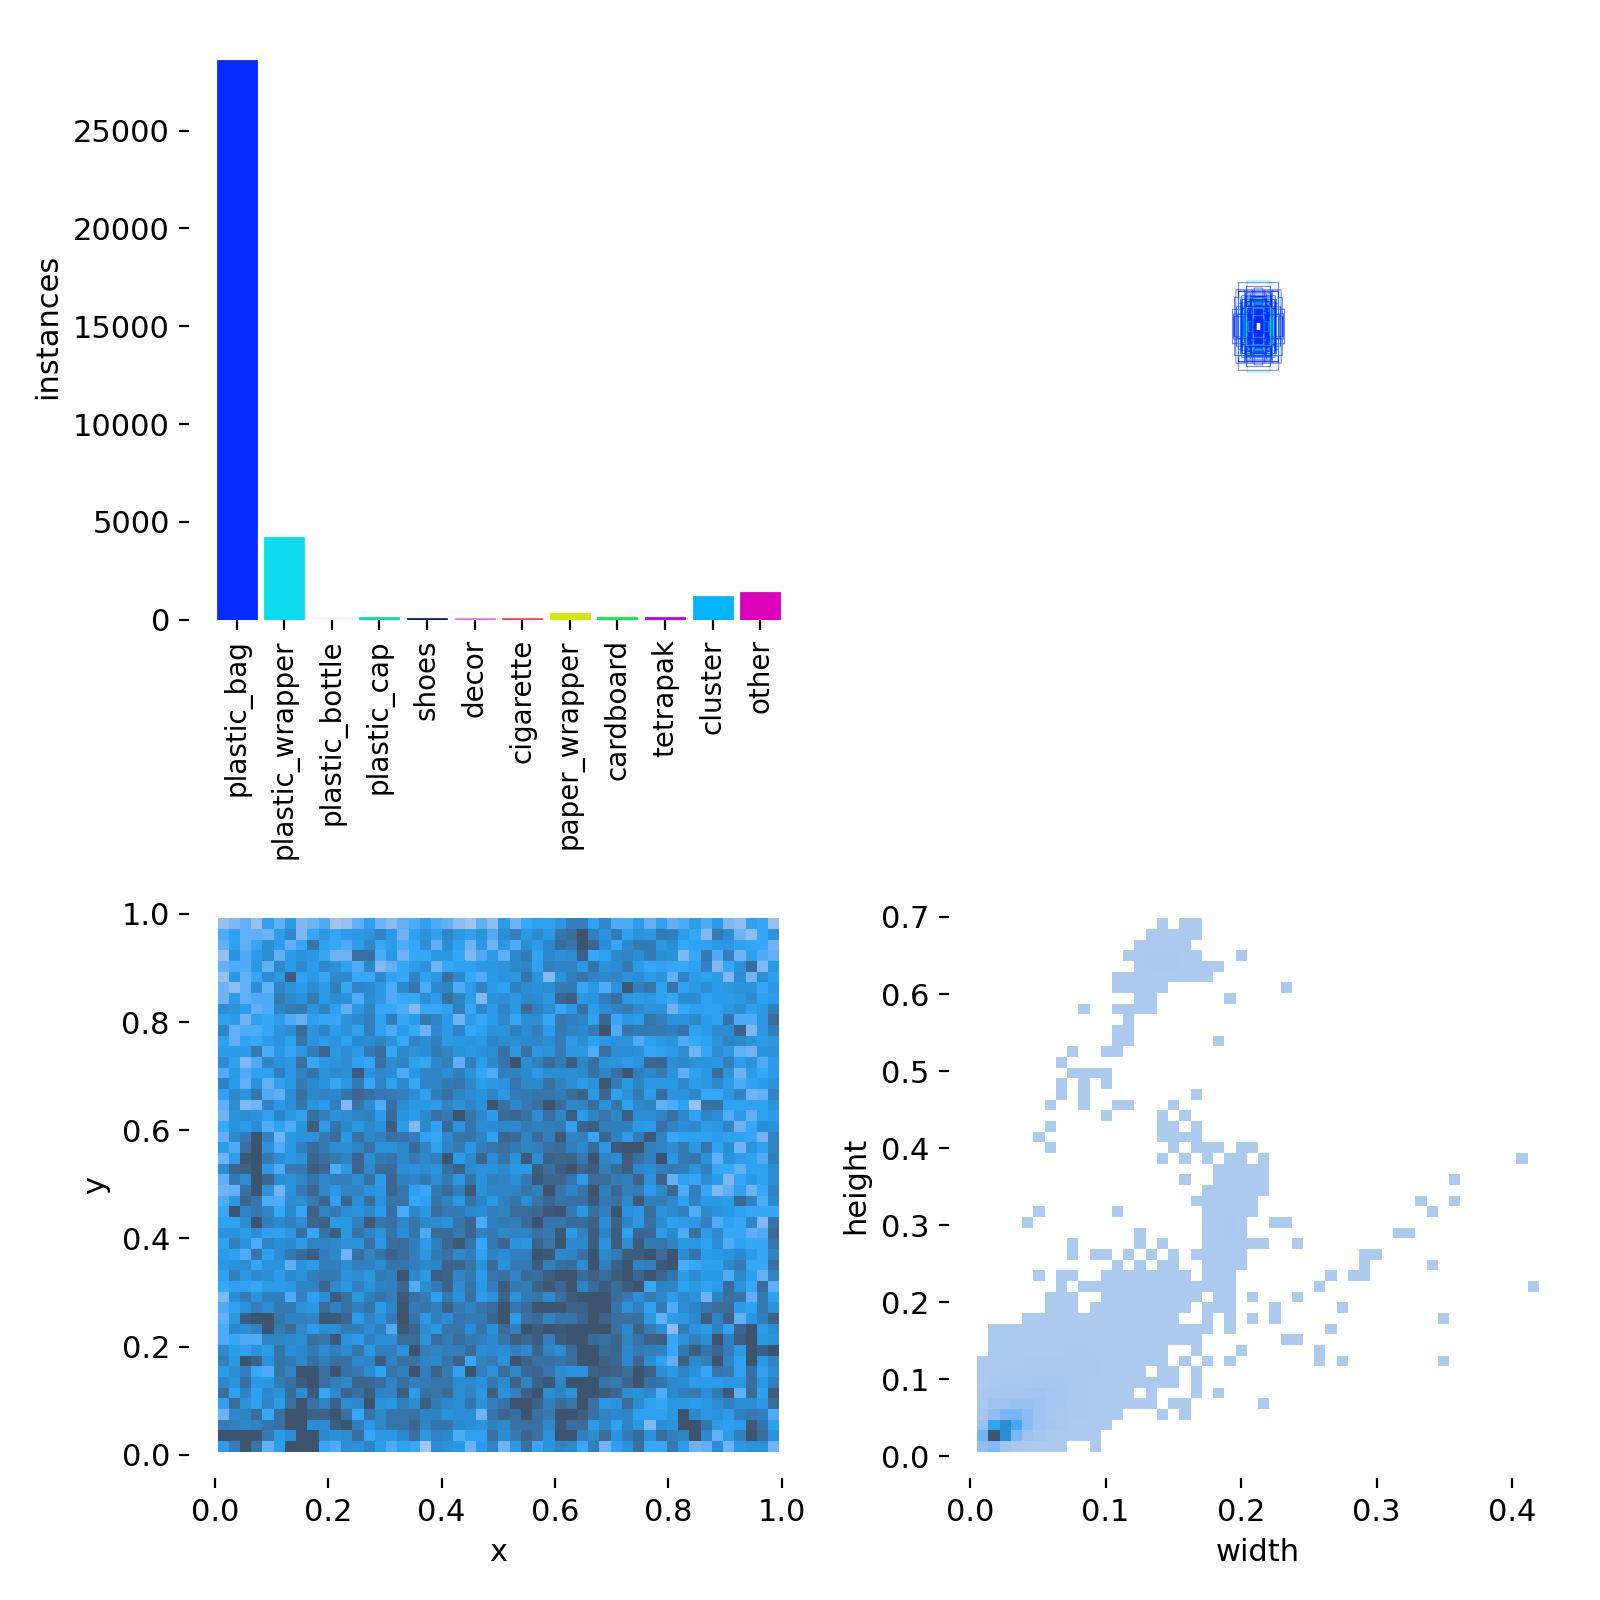 25000
20000
15000
10000
5000
0
instances
plastic_bag
plastic_wrapper
plastic_bottle
plastic_cap
shoes
decor
cigarette
paper_wrapper
cardboard
tetrapak
cluster
other
1.0
0.8
0.6
0.4
0.2
0.0
y
0.0 0.2 0.4 0.6 0.8 1.0
x
0.7
0.6
0.5
0.4
0.3
0.2
0.1
0.0
height
0.0 0.1 0.2 0.3 0.4
width